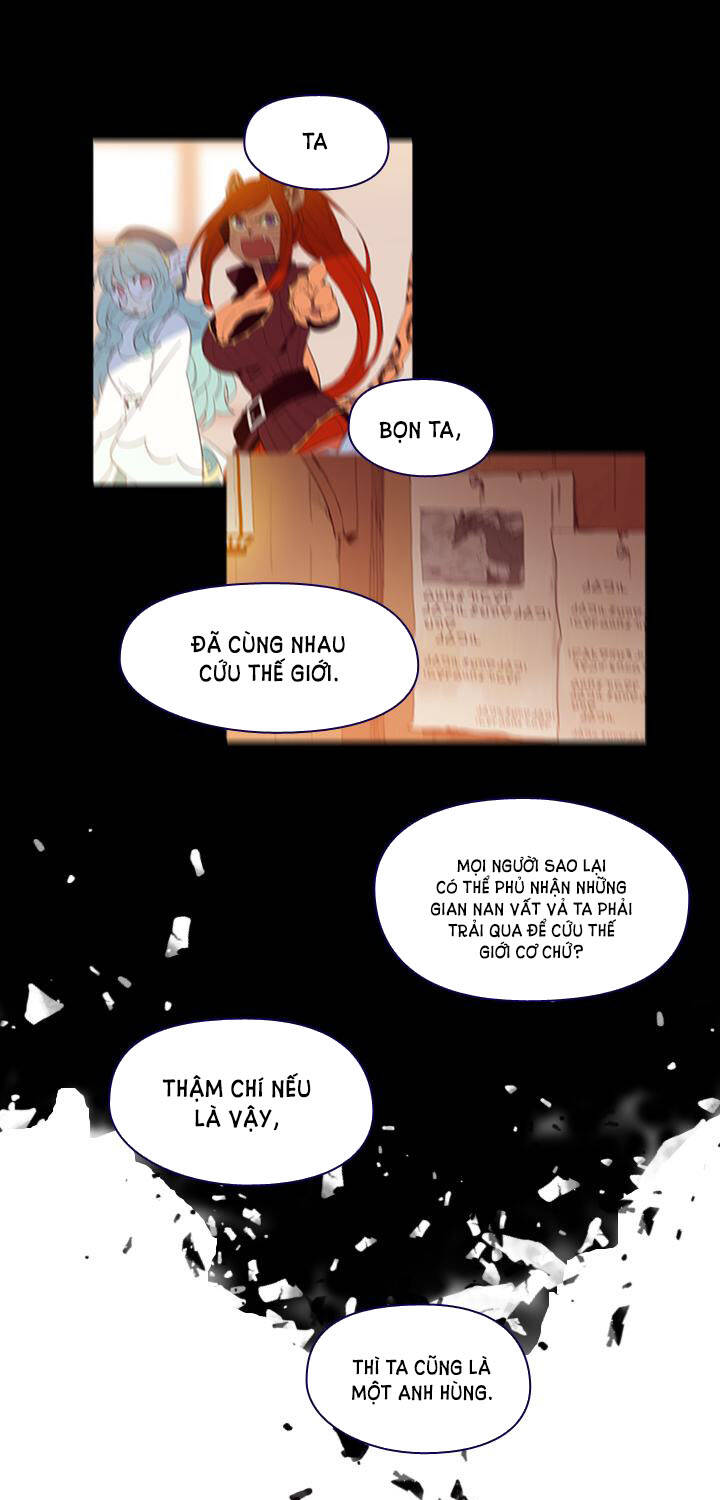 TA
BỌN TA,
ĐÃ CÙNG NHAU
CỨU THẾ GIỚI.
MỌI NGƯỜI SAO LẠI
CÓ THỂ PHỦ NHẬN NHỮNG
GIAN NAN VẤT VẢ TA PHẢI
TRẢI QUA ĐỂ CỨU THẾ
GIỚI CƠ CHỨ?
THẬM CHÍ NẾU
LÀ VẬY,
THÌ TA CŨNG LÀ
MỘT ANH HÙNG.